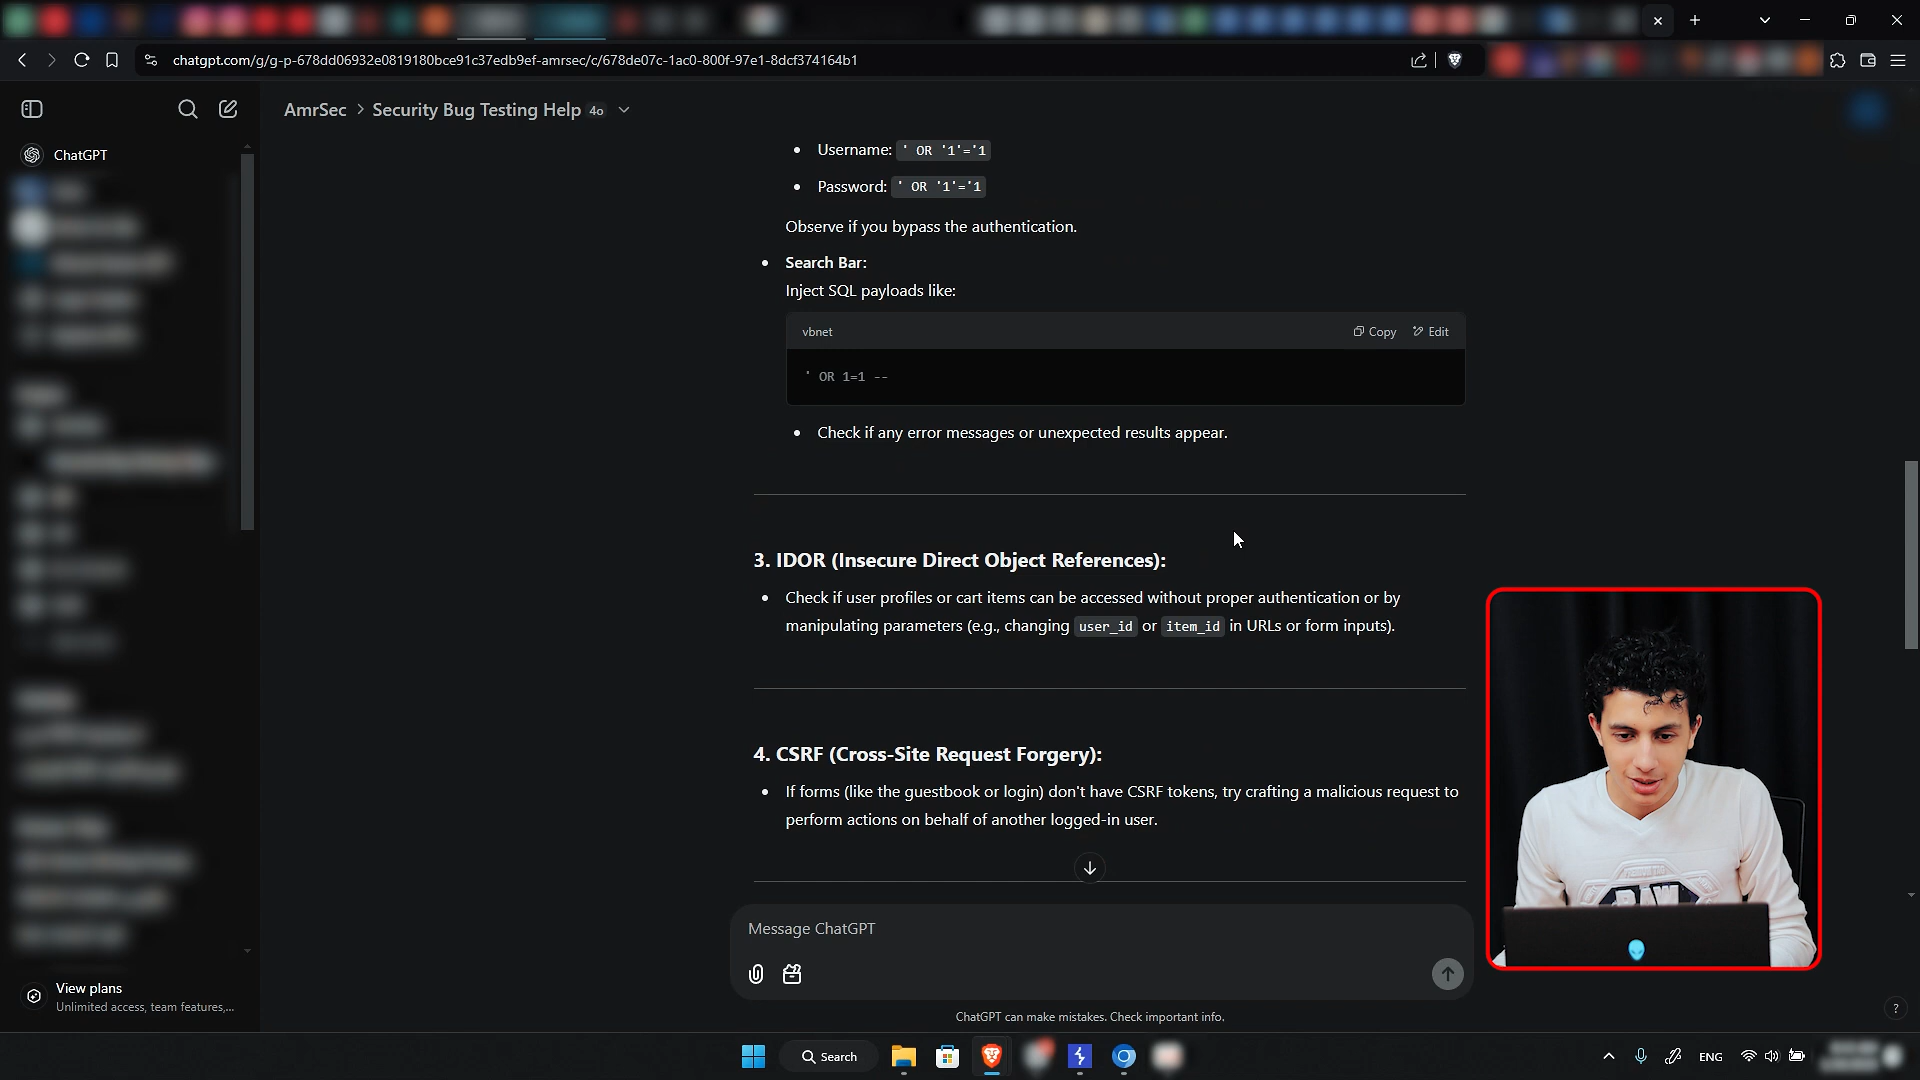 chatgpt.com/g/g-p-678dd06932e0819180bce91c37edb9ef-amrsec/c/678de07c-1ac0-800f-97e1-8dcf374164b1
AmrSec > Security Bug Testing Help 4o
ChatGPT
• Username: ' OR '1'='1
• Password: ' OR '1'='1
Observe if you bypass the authentication.
• Search Bar:
Inject SQL payloads like:
vbnet
Copy
Edit
' OR 1=1 --
• Check if any error messages or unexpected results appear.
3. IDOR (Insecure Direct Object References):
• Check if user profiles or cart items can be accessed without proper authentication or by
manipulating parameters (e.g., changing user_id or item_id in URLs or form inputs).
4. CSRF (Cross-Site Request Forgery):
• If forms (like the guestbook or login) don't have CSRF tokens, try crafting a malicious request to
perform actions on behalf of another logged-in user.
Message ChatGPT
View plans
Unlimited access, team features,...
ChatGPT can make mistakes. Check important info.
?
Search
ENG